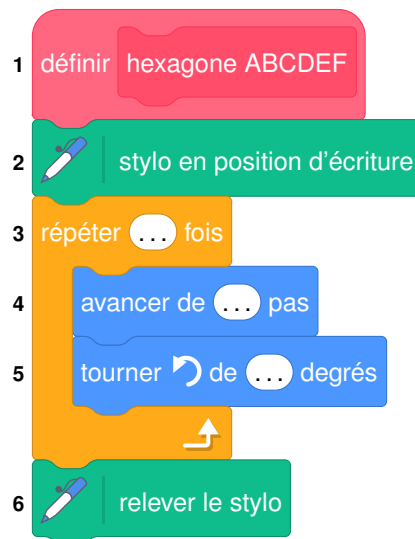 1 définir hexagone ABCDEF
2 stylo en position d'écriture
3 répéter ... fois
4 avancer de ... pas
5 tourner de ... degrés
6 relever le stylo